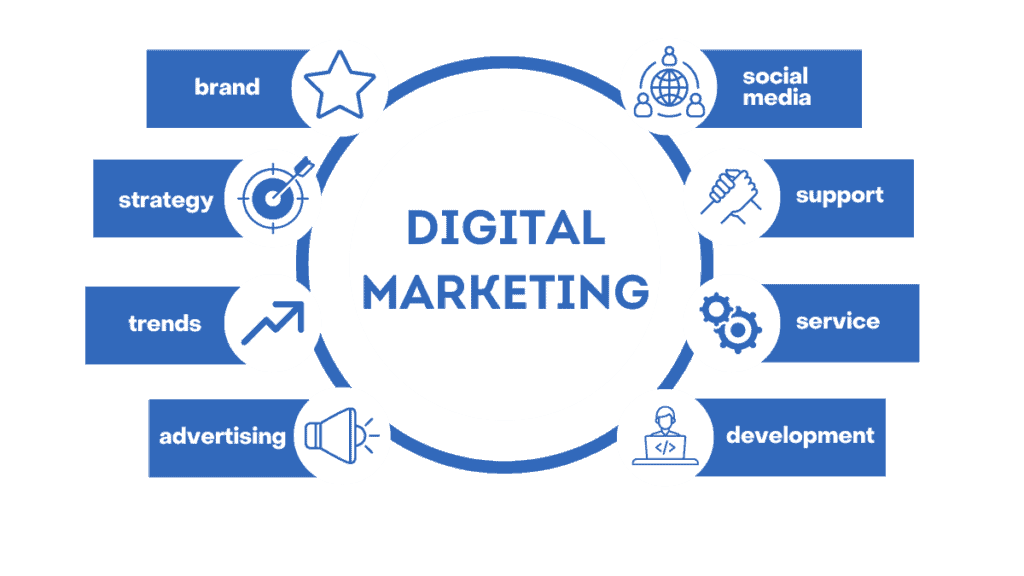 brand
strategy
trends
advertising
DIGITAL
MARKETING
social
media
support
service
development
</>